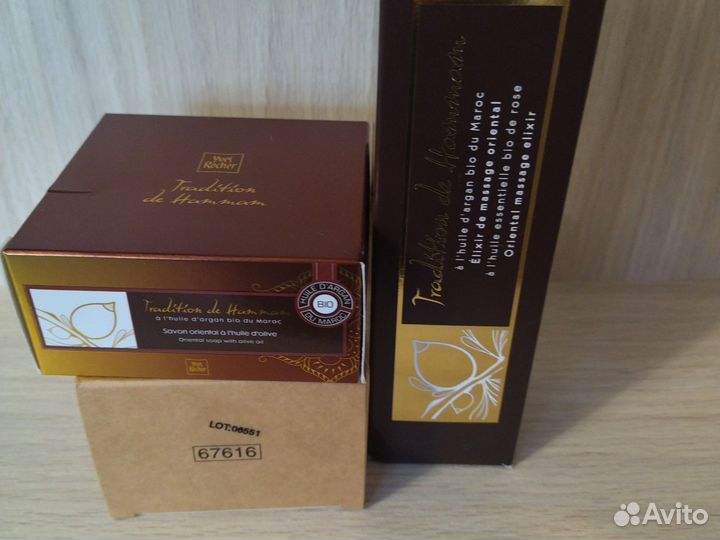 YVES
ROCHER
Tradition
de Hammam
Tradition de Hammam
à l'huile d'argan bio du Maroc
Savon oriental à l'huile d'olive
Oriental soap with olive oil
HUILE D'ARGAN
BIO
DU MAROC
YVES
ROCHER
LOT:06551
67616
Tradition de Hammam
à l'huile d'argan bio du Maroc
Élixir de massage oriental
à l'huile essentielle bio de rose
Oriental massage elixir
Avito